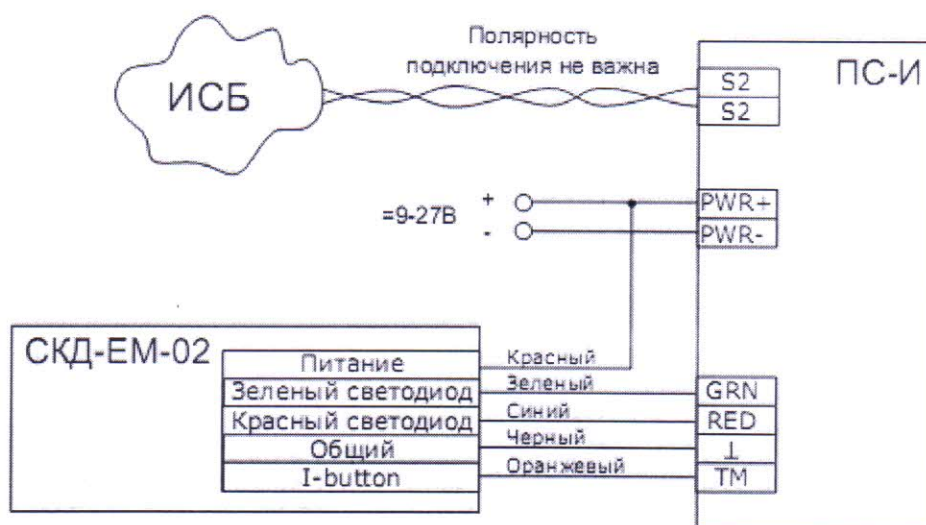 Полярность
подключения не важна
ИСБ
ПС-И
S2
S2
=9-27В
+
-
PWR+
PWR-
СКД-ЕМ-02
Питание
Зеленый светодиод
Красный светодиод
Общий
I-button
Красный
Зеленый
Синий
Черный
Оранжевый
GRN
RED
⊥
TM